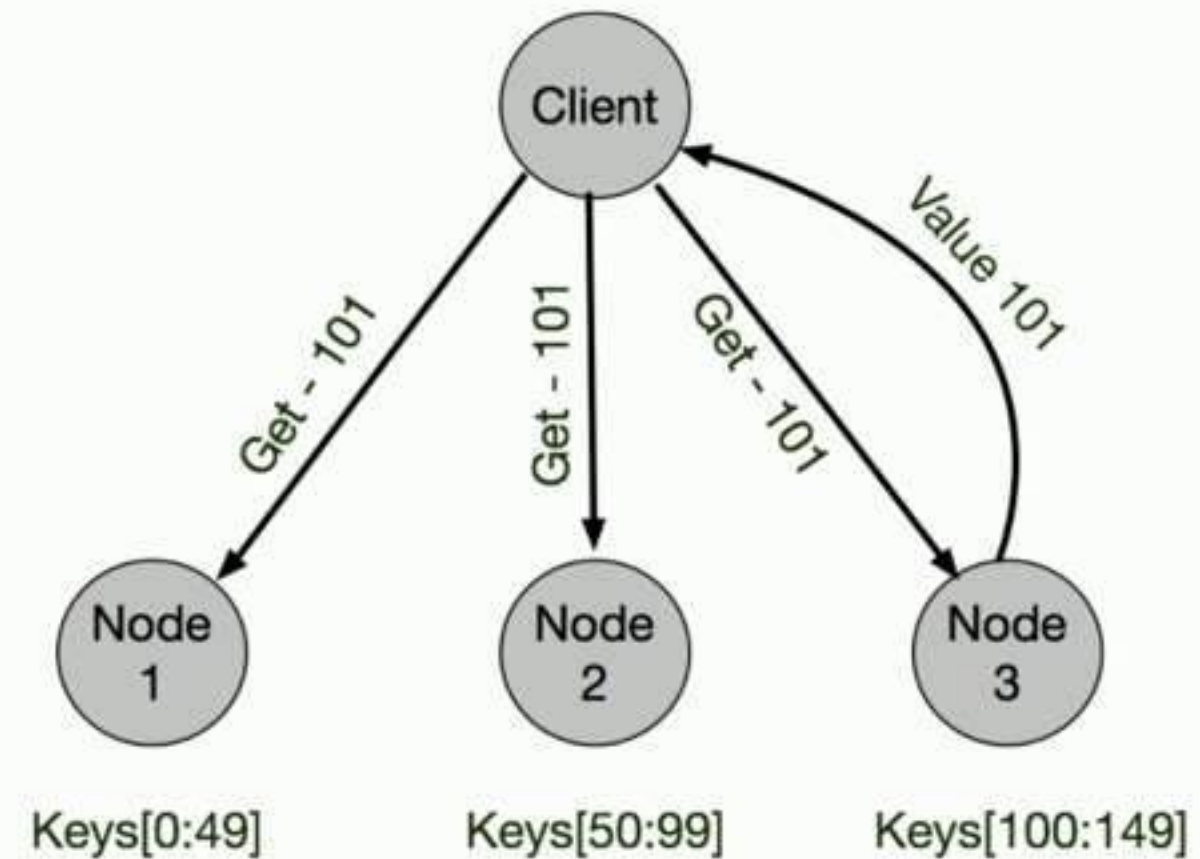 Client
Value 101
Get - 101
Get - 101
Get - 101
Node
1
Node
2
Node
3
Keys[0:49]
Keys[50:99]
Keys[100:149]